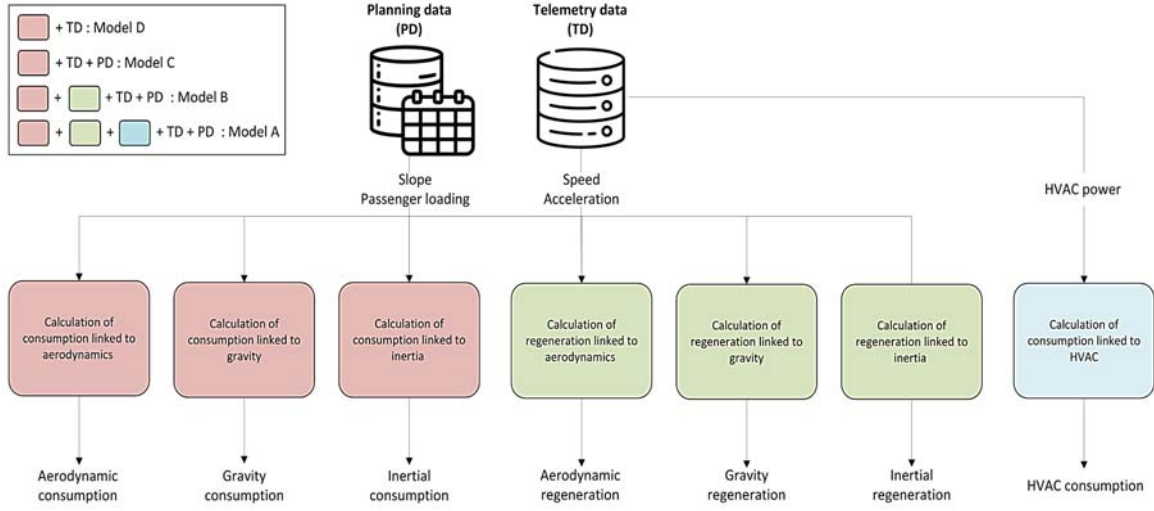 + TD : Model D
+ TD + PD : Model C
+ + TD + PD : Model B
+ + + TD + PD : Model A
Planning data
(PD)
Telemetry data
(TD)
Slope
Passenger loading
Speed
Acceleration
HVAC power
Calculation of
consumption linked to
aerodynamics
Calculation of
consumption linked to
gravity
Calculation of
consumption linked to
inertia
Calculation of
regeneration linked to
aerodynamics
Calculation of
regeneration linked to
gravity
Calculation of
regeneration linked to
inertia
Calculation of
consumption linked to
HVAC
Aerodynamic
consumption
Gravity
consumption
Inertial
consumption
Aerodynamic
regeneration
Gravity
regeneration
Inertial
regeneration
HVAC consumption